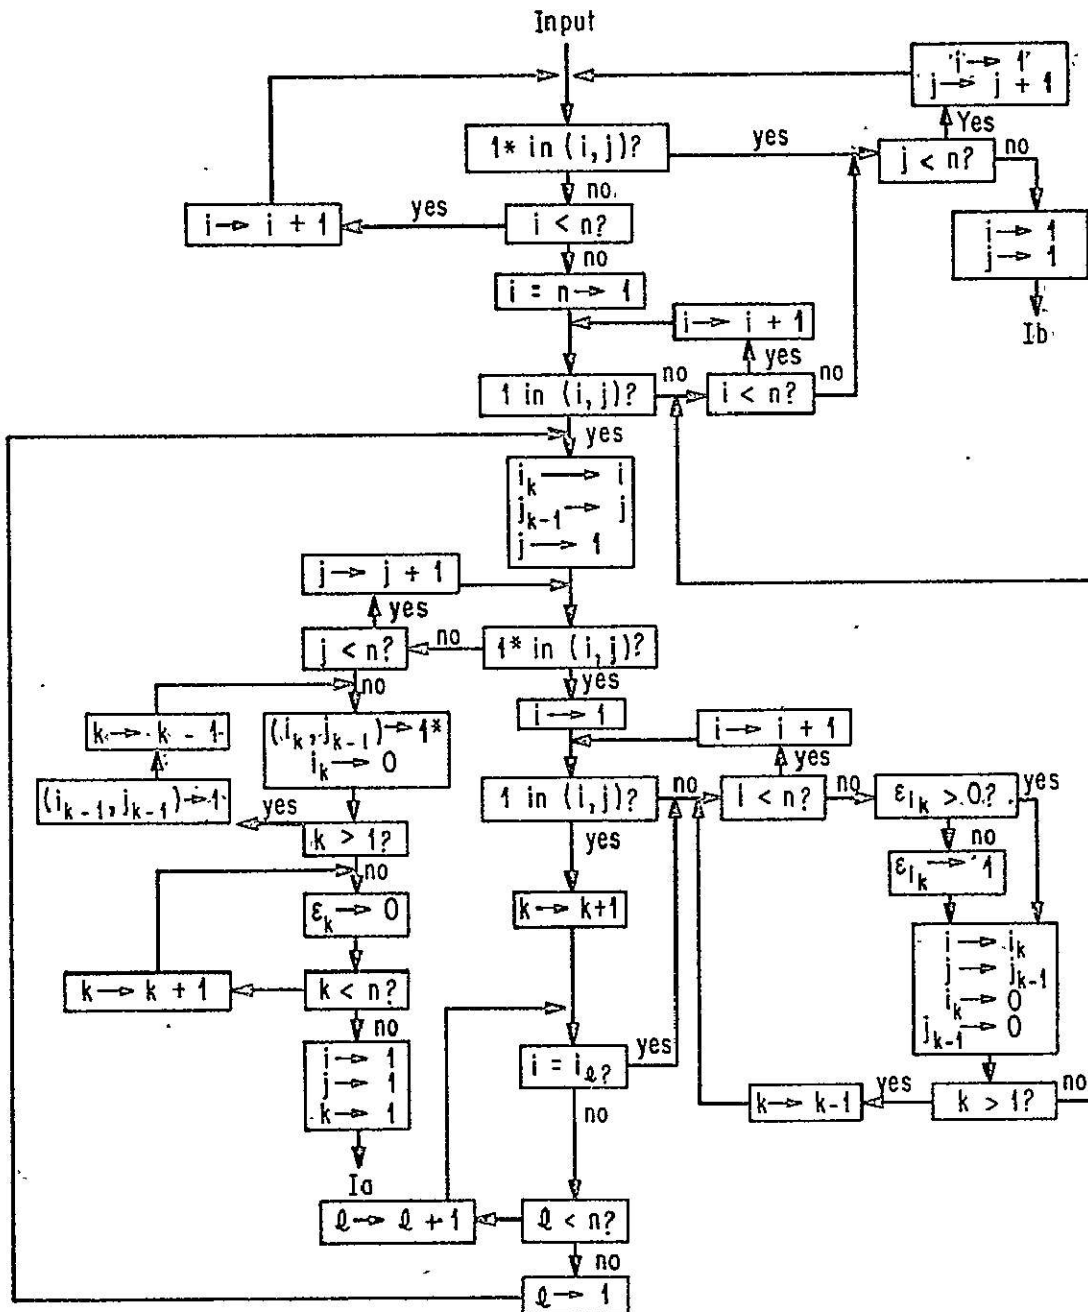 Input
i → 1
j → j + 1
Yes
1* in (i,j)?
yes
j < n?
no
no
i → i + 1
yes
i < n?
i → 1
j → 1
no
i = n → 1
i → i + 1
Ib
yes
1 in (i,j)?
no
i < n?
no
yes
i_k → i
j_{k-1} → j
j → 1
j → j + 1
yes
j < n?
no
1* in (i,j)?
no
yes
k → k - 1
(i_k, j_{k-1}) → 1*
i_k → 0
i → 1
i → i + 1
yes
(i_{k-1}, j_{k-1}) → 1
yes
k > 1?
1 in (i,j)?
no
i < n?
no
ε_{i_k} > 0?
yes
no
yes
no
ε_{i_k} → 1
ε_k → 0
k → k+1
i → i_k
j → j_{k-1}
i_k → 0
j_{k-1} → 0
k → k + 1
k < n?
no
i → 1
j → 1
k → 1
i = i_ℓ?
yes
no
k → k-1
yes
k > 1?
no
Ia
ℓ → ℓ + 1
ℓ < n?
no
ℓ → 1